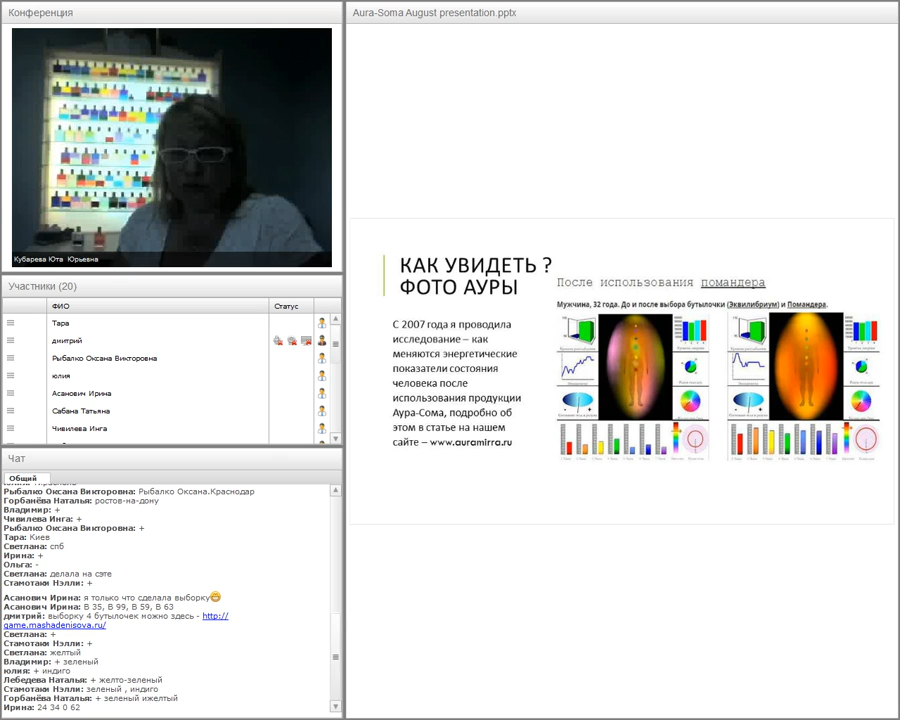 Конференция
Кубарева Юта Юрьевна
Участники (20)
ФИО
Статус
Тара
дмитрий
Рыбалко Оксана Викторовна
юлия
Асанович Ирина
Сабана Татьяна
Чивилева Инга
Чат
Общий
Рыбалко Оксана Викторовна: Рыбалко Оксана.Краснодар
Горбанёва Наталья: ростов-на-дону
Владимир: +
Чивилева Инга: +
Рыбалко Оксана Викторовна: +
Тара: Киев
Светлана: спб
Ирина: +
Ольга: -
Светлана: делала на сэте
Стамотаки Нэлли: +
Асанович Ирина: я только что сделала выборку
Асанович Ирина: В 35, В 99, В 59, В 63
дмитрий: выборку 4 бутылочек можно здесь - http://
game.mashadenisova.ru/
Светлана: +
Стамотаки Нэлли: +
Светлана: желтый
Владимир: + зеленый
юлия: + индиго
Лебедева Наталья: + желто-зеленый
Стамотаки Нэлли: зеленый , индиго
Горбанёва Наталья: + зеленый ижелтый
Ирина: 24 34 0 62
Aura-Soma August presentation.pptx
КАК УВИДЕТЬ ?
ФОТО АУРЫ
С 2007 года я проводила
исследование – как
меняются энергетические
показатели состояния
человека после
использования продукции
Аура-Сома, подробно об
этом в статье на нашем
сайте – www.auramirra.ru
После использования помандера
Мужчина, 32 года. До и после выбора бутылочки (Эквилибриум) и Помандера.